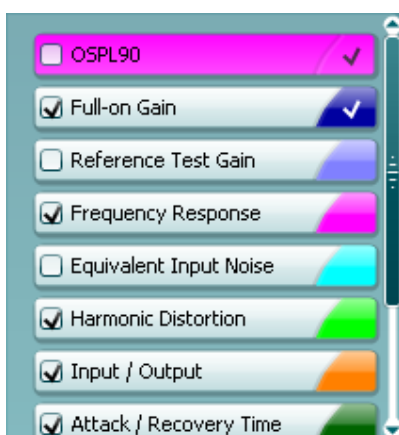 OSPL90
Full-on Gain
Reference Test Gain
Frequency Response
Equivalent Input Noise
Harmonic Distortion
Input / Output
Attack / Recovery Time